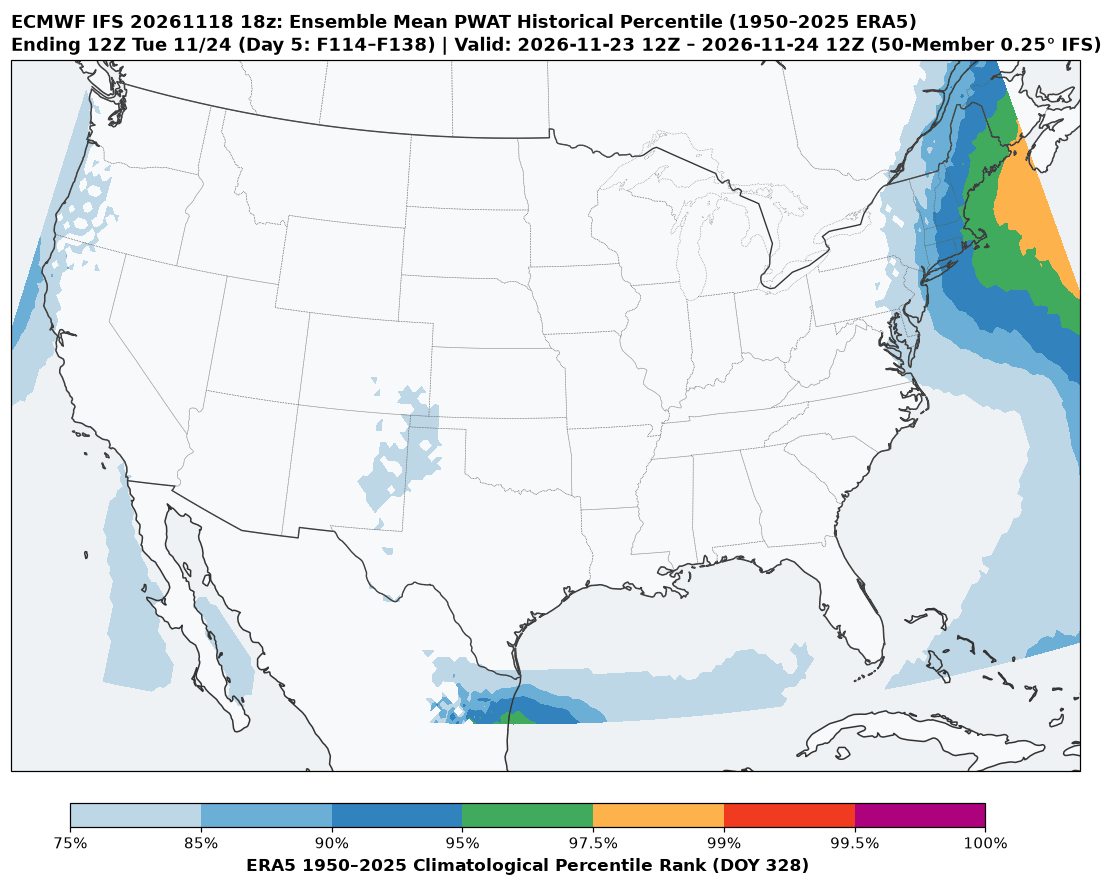 ECMWF IFS 20261118 18z: Ensemble Mean PWAT Historical Percentile (1950–2025 ERA5)
Ending 12Z Tue 11/24 (Day 5: F114–F138) | Valid: 2026-11-23 12Z – 2026-11-24 12Z (50-Member 0.25° IFS)
75% 85% 90% 95% 97.5% 99% 99.5% 100%
ERA5 1950–2025 Climatological Percentile Rank (DOY 328)